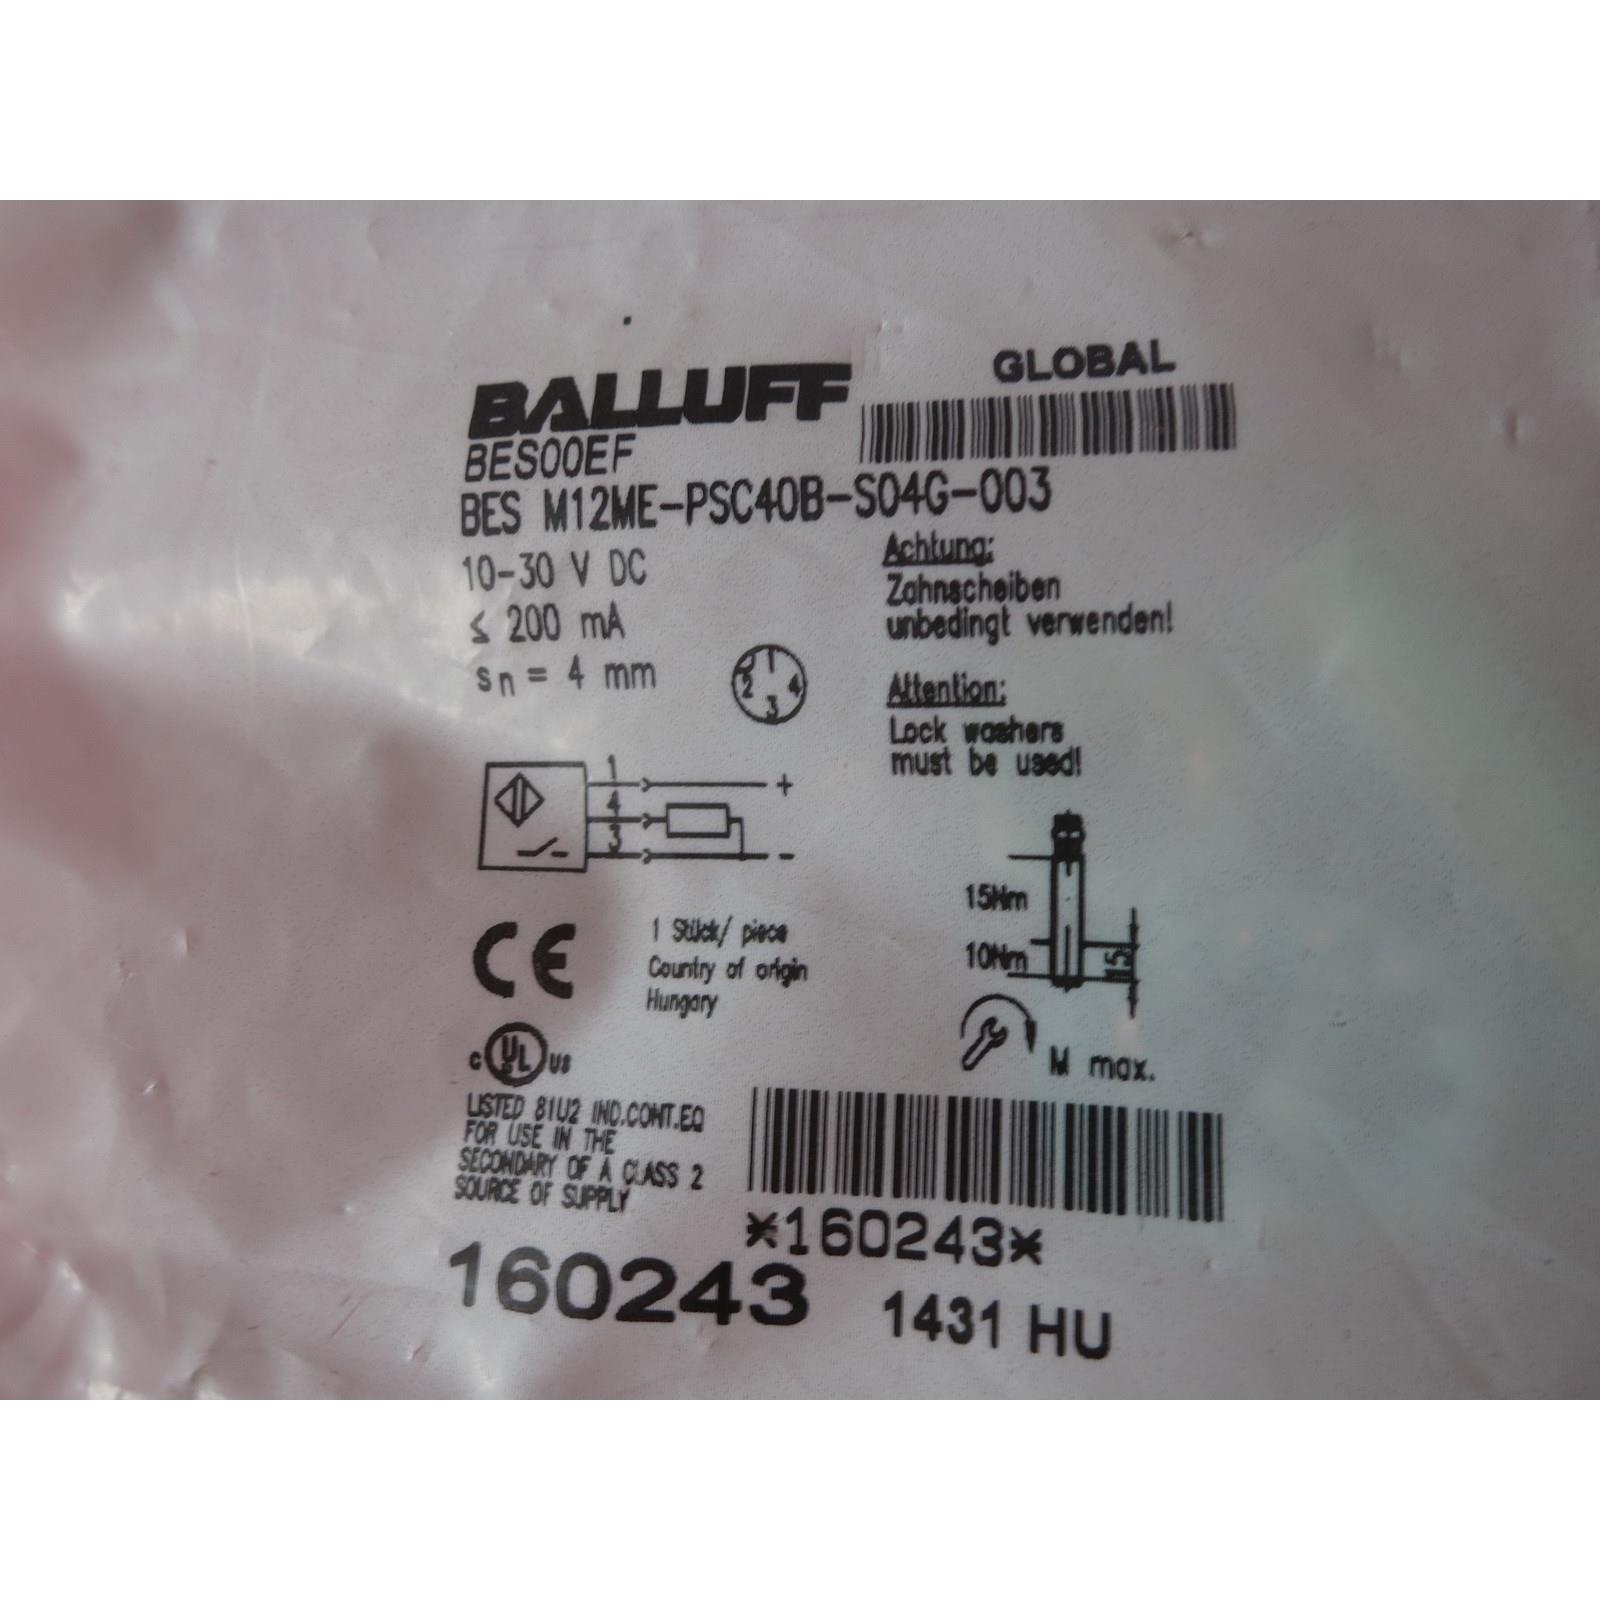 GLOBAL
BALLUFF
BES00EF
BES M12ME-PSC40B-S04G-003
10-30 V DC
≤ 200 mA
sn = 4 mm
Achtung:
Zahnscheiben
unbedingt verwenden!
Attention:
Lock washers
must be used!
1
2 4
3
1 +
4
3 -
15Nm
10Nm
15
M max.
CE
1 Stück/ piece
Country of origin
Hungary
C UL US
LISTED 81U2 IND.CONT.EQ
FOR USE IN THE
SECONDARY OF A CLASS 2
SOURCE OF SUPPLY
*160243*
160243
1431 HU